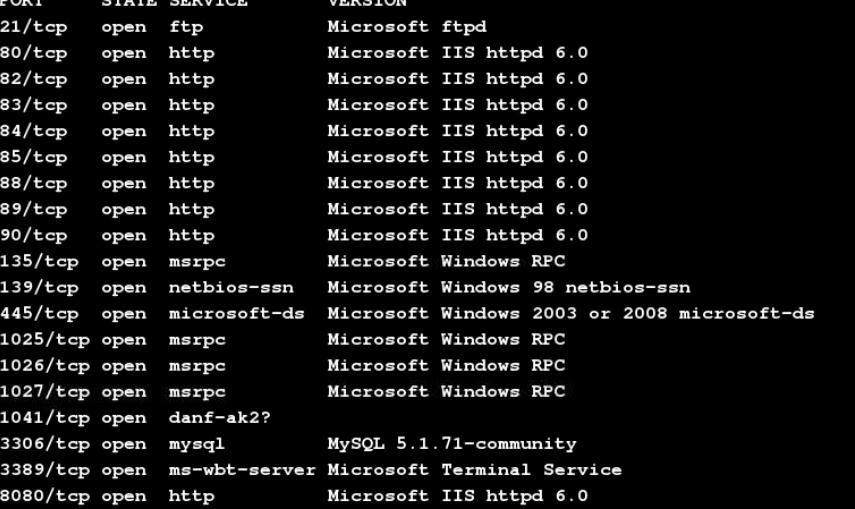 PORT STATE SERVICE VERSION
21/tcp open ftp Microsoft ftpd
80/tcp open http Microsoft IIS httpd 6.0
82/tcp open http Microsoft IIS httpd 6.0
83/tcp open http Microsoft IIS httpd 6.0
84/tcp open http Microsoft IIS httpd 6.0
85/tcp open http Microsoft IIS httpd 6.0
88/tcp open http Microsoft IIS httpd 6.0
89/tcp open http Microsoft IIS httpd 6.0
90/tcp open http Microsoft IIS httpd 6.0
135/tcp open msrpc Microsoft Windows RPC
139/tcp open netbios-ssn Microsoft Windows 98 netbios-ssn
445/tcp open microsoft-ds Microsoft Windows 2003 or 2008 microsoft-ds
1025/tcp open msrpc Microsoft Windows RPC
1026/tcp open msrpc Microsoft Windows RPC
1027/tcp open msrpc Microsoft Windows RPC
1041/tcp open danf-ak2?
3306/tcp open mysql MySQL 5.1.71-community
3389/tcp open ms-wbt-server Microsoft Terminal Service
8080/tcp open http Microsoft IIS httpd 6.0